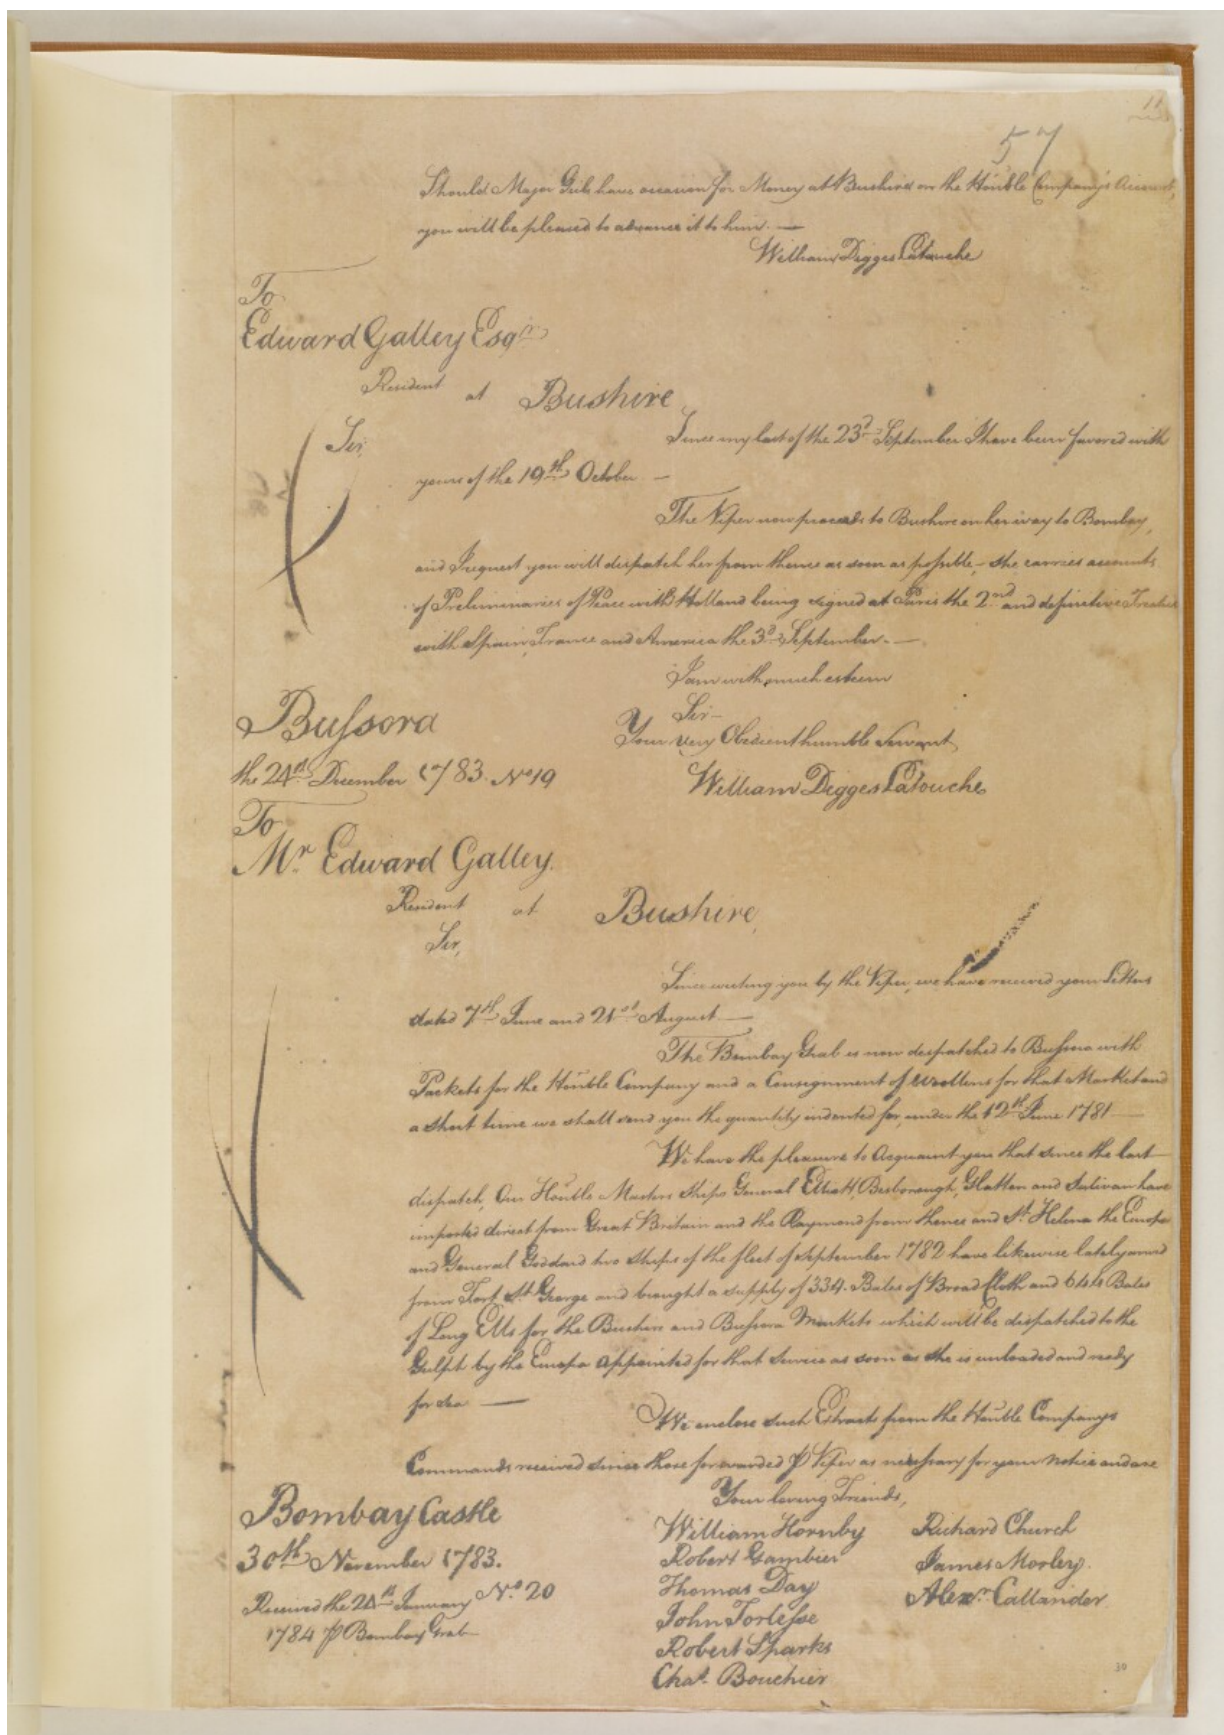 11
57
Should Major Geils have occasion for Money at Bushire on the Honble Company's Account,
you will be pleased to advance it to him. —
William Digges Latouche
To
Edward Galley Esqr
Resident at Bushire
Sir,
Since my last of the 23d September I have been favored with
yours of the 19th October —
The Viper now proceeds to Bushire on her way to Bombay,
and I request you will dispatch her from thence as soon as possible, she carries accounts
of Preliminaries of Peace with Holland being signed at Paris the 2nd and definitive Treaties
with Spain, France and America the 3d September. —
I am with much esteem
Sir
Your very Obedient humble Servant
Bussora
the 24th December 1783. No 19
William Digges Latouche
To
Mr Edward Galley.
Resident at Bushire,
Sir,
Since writing you by the Viper, we have received your Letters
dated 7th June and 21st August —
The Bombay Grab is now despatched to Bussora with
Packets for the Honble Company and a Consignment of Woollens for that Market and
a short time we shall send you the quantity indented for, under the 12th June 1781 —
We have the pleasure to Acquaint you that since the last
dispatch, Our Honble Masters Ships General Elliott, Besborough, Hatton and Sulivan have
imported direct from Great Britain and the Raymond from thence and St Helena the Europa
and General Goddard two Ships of the fleet of September 1782 have likewise lately arrived
from Fort St George and brought a supply of 334. Bales of Broad Cloth and 644 Bales
of Long Ells for the Bushire and Bussora Markets which will be dispatched to the
Gulph by the Europa appointed for that Service as soon as she is unloaded and ready
for sea —
We enclose such Extracts from the Honble Companys
Commands received since those forwarded ⅌ Viper as necessary for your notice and are
Your loving Friends,
Bombay Castle
30th November 1783.
No 20
Received the 24th January
1784 ⅌ Bombay Grab
William Hornby
Robert Gambier
Thomas Day
John Torlesse
Robert Sparks
Chas. Bouchier
Richard Church
James Morley.
Alexr Callander
30